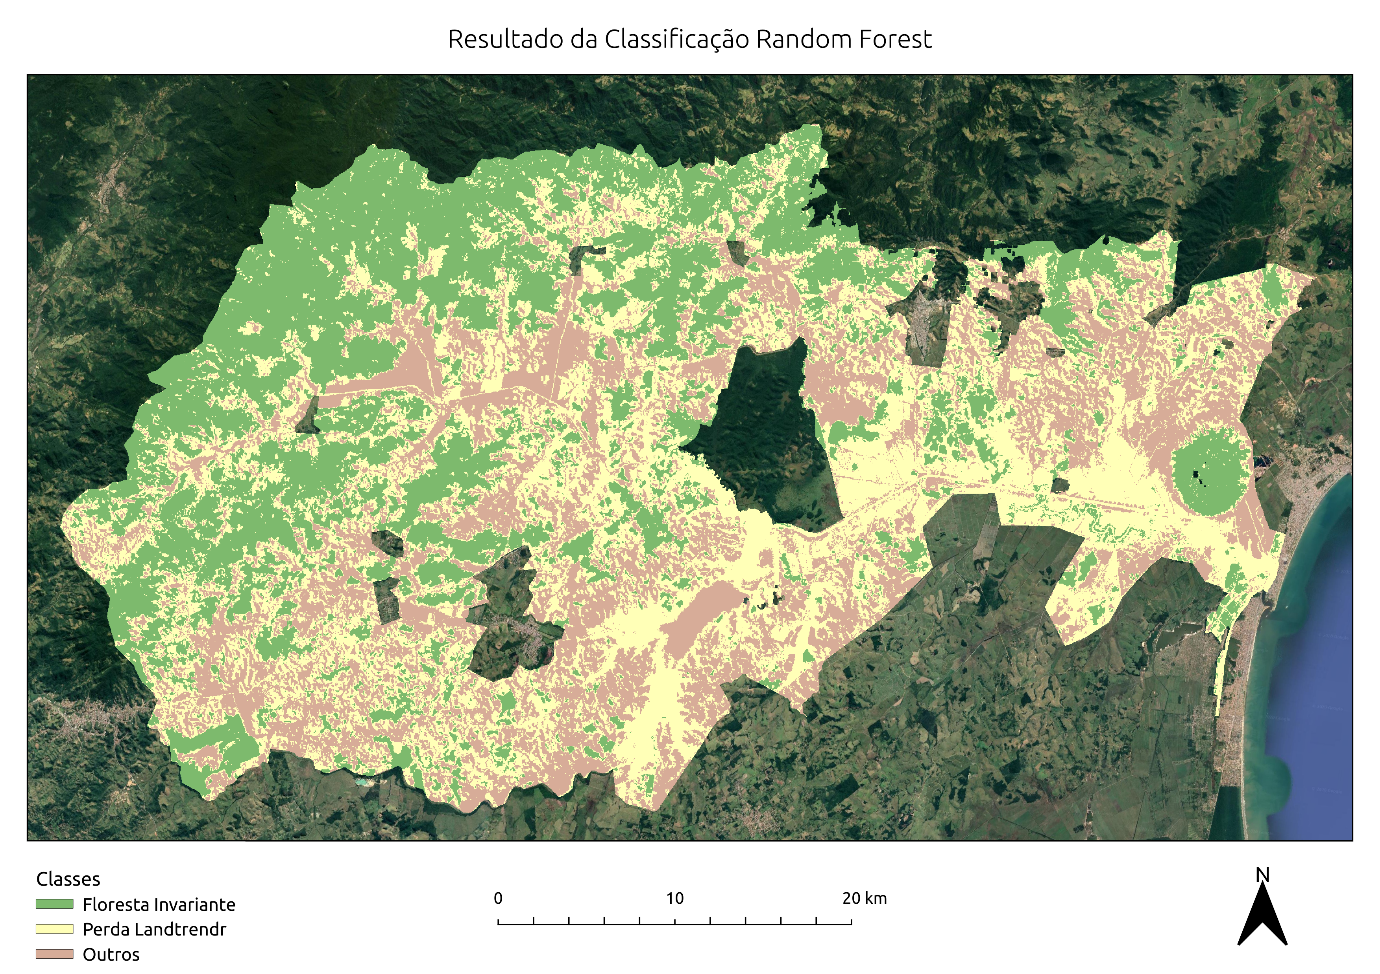 Resultado da Classificação Random Forest
Classes
Floresta Invariante
Perda Landtrendr
Outros
0 10 20 km
N